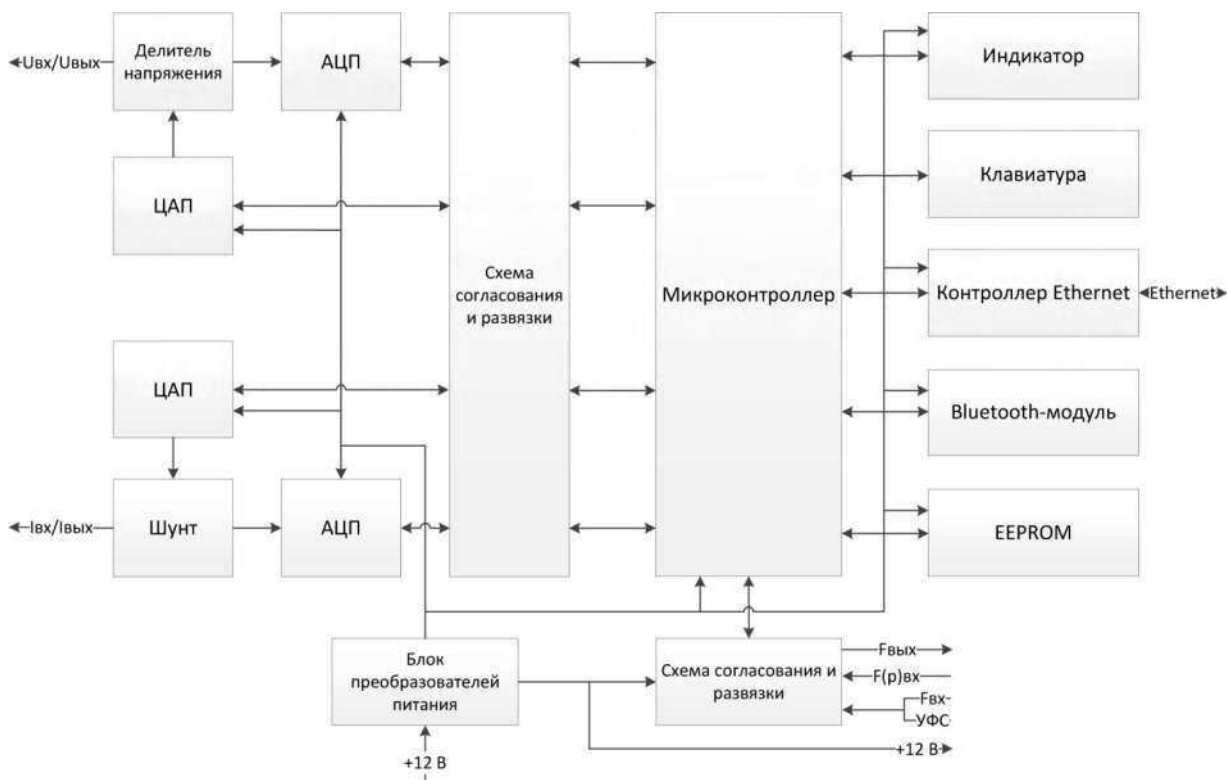 Uвх/Uвых
Делитель
напряжения
АЦП
Индикатор
ЦАП
Клавиатура
Схема
согласования
и развязки
Микроконтроллер
Контроллер Ethernet
Ethernet
ЦАП
Bluetooth-модуль
Iвх/Iвых
Шунт
АЦП
EEPROM
Блок
преобразователей
питания
Схема согласования и
развязки
Fвых
F(р)вх
Fвх
УФС
+12 В
+12 В